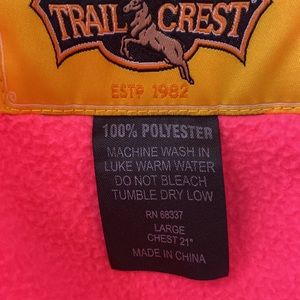 TRAIL CREST
ESTD 1982
100% POLYESTER
MACHINE WASH IN
LUKE WARM WATER
DO NOT BLEACH
TUMBLE DRY LOW
RN 68337
LARGE
CHEST 21"
MADE IN CHINA